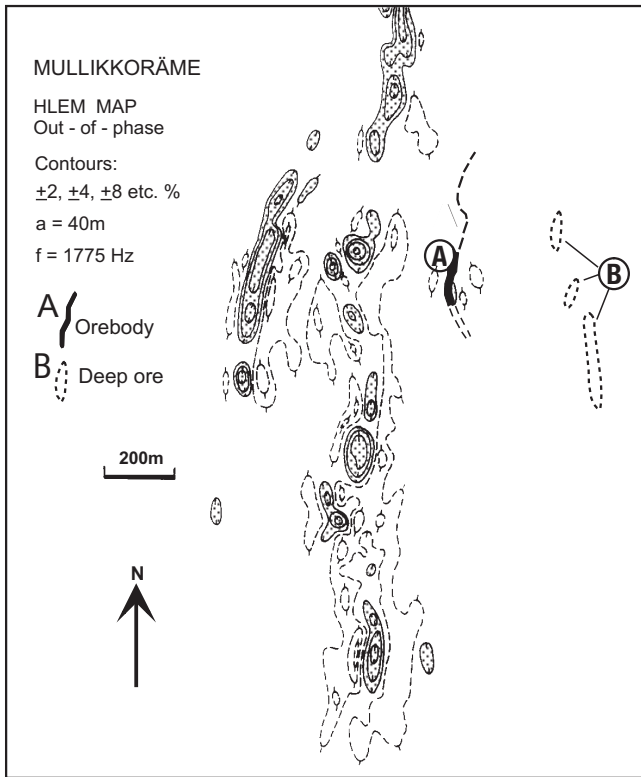 MULLIKKORÄME
HLEM MAP
Out - of - phase
Contours:
±2, ±4, ±8 etc. %
a = 40m
f = 1775 Hz
A
Orebody
B
Deep ore
200m
N
A
B